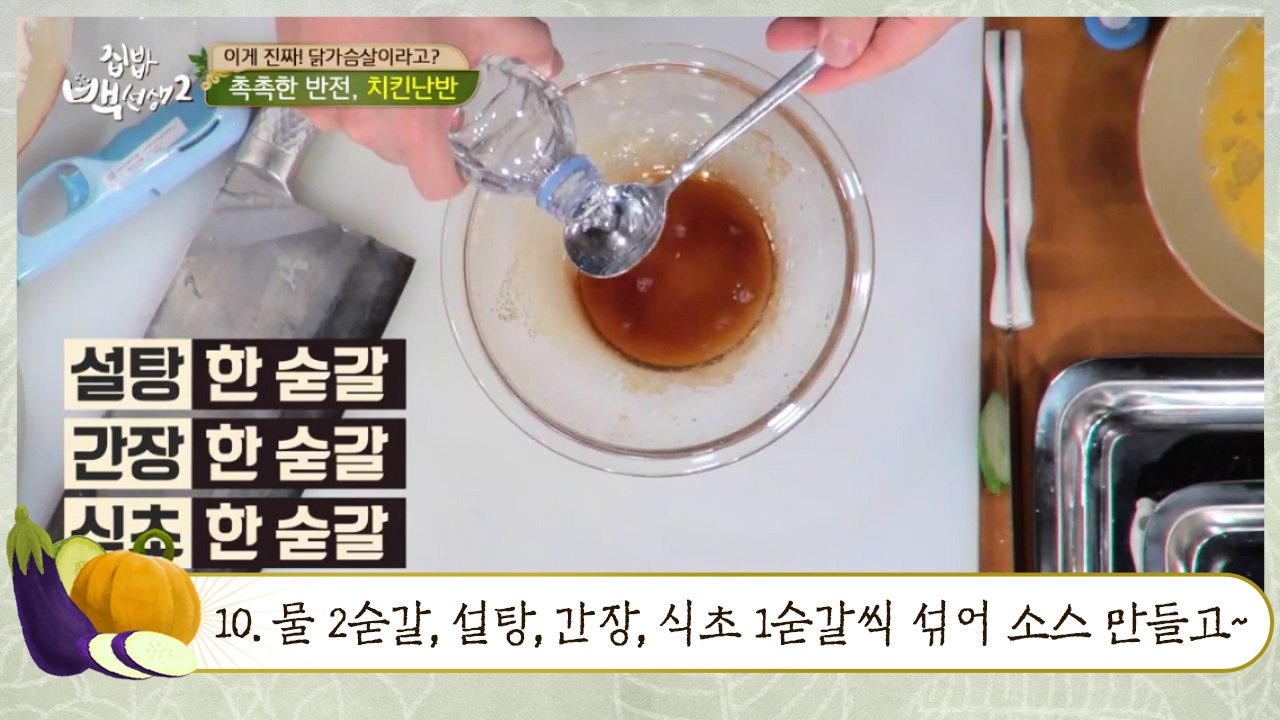 집밥
백선생2
이게 진짜! 닭가슴살이라고?
촉촉한 반전, 치킨난반
설탕 한 숟갈
간장 한 숟갈
식초 한 숟갈
10. 물 2숟갈, 설탕, 간장, 식초 1숟갈씩 섞어 소스 만들고~